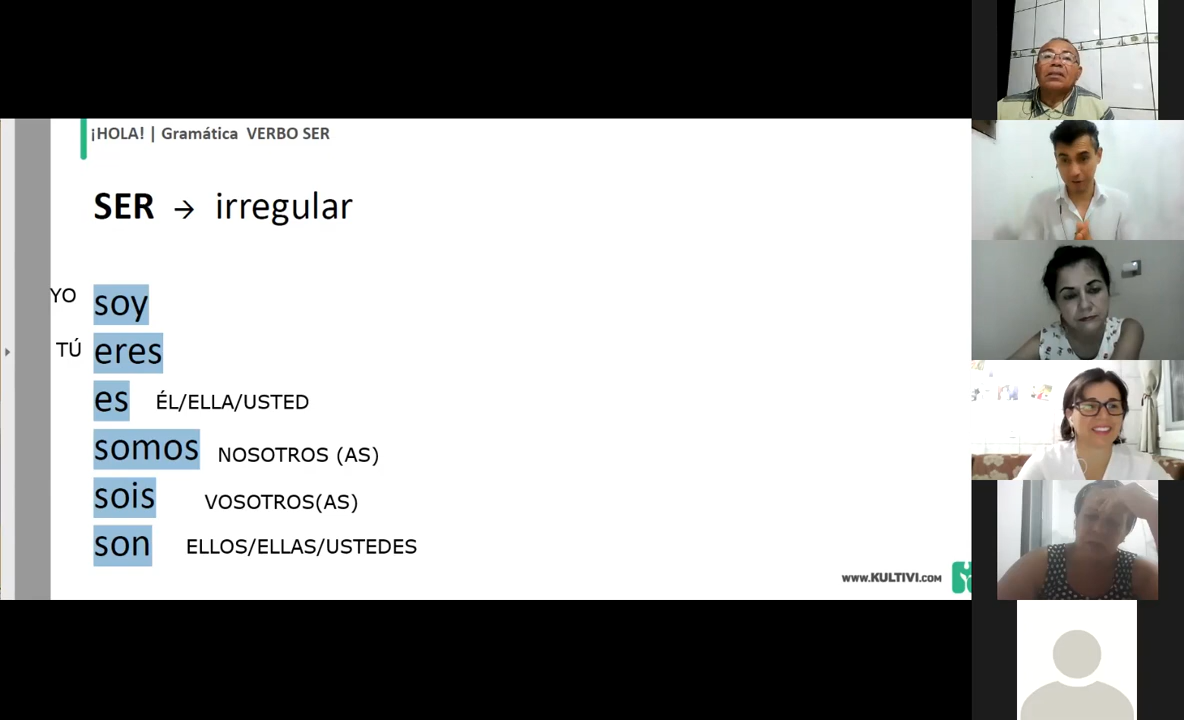 ¡HOLA! | Gramática VERBO SER
SER → irregular
YO soy
TÚ eres
es ÉL/ELLA/USTED
somos NOSOTROS (AS)
sois VOSOTROS(AS)
son ELLOS/ELLAS/USTEDES
www.KULTIVI.COM